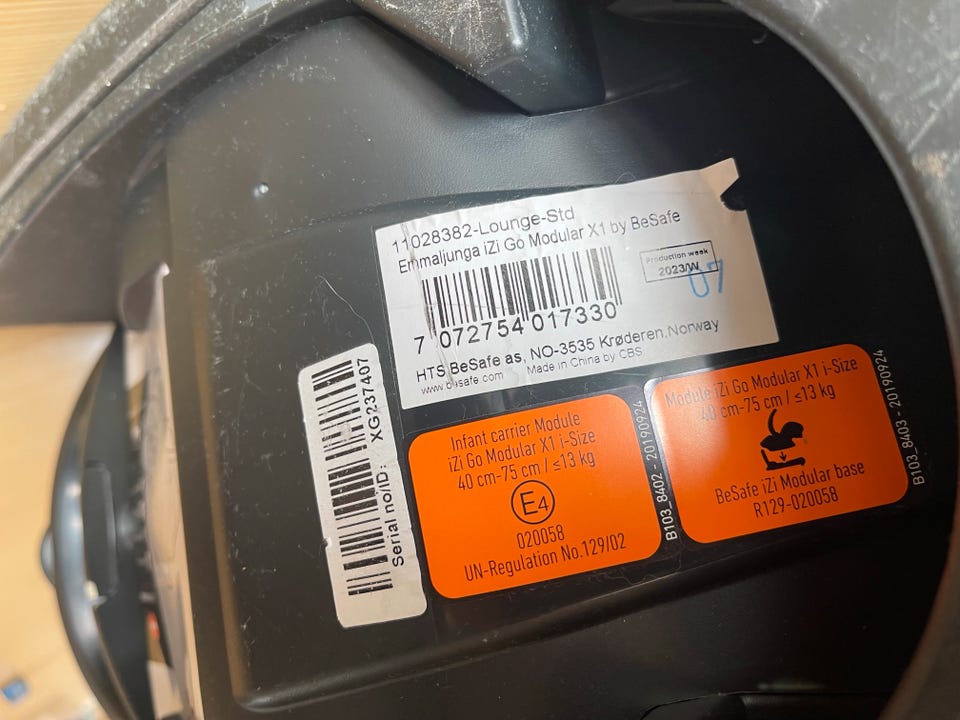 11028382-Lounge-Std
Emmaljunga iZi Go Modular X1 by BeSafe
Production week
2023/W
07
7 072754 017330
HTS BeSafe as, NO-3535 Krøderen, Norway
www.besafe.com Made in China by CBS
Serial no/ID: XG237407
Infant carrier Module
iZi Go Modular X1 i-Size
40 cm-75 cm / ≤13 kg
E4
020058
UN-Regulation No.129/02
B103_8402 - 20190924
Module iZi Go Modular X1 i-Size
40 cm-75 cm / ≤13 kg
BeSafe iZi Modular base
R129-020058
B103_8403 - 20190924